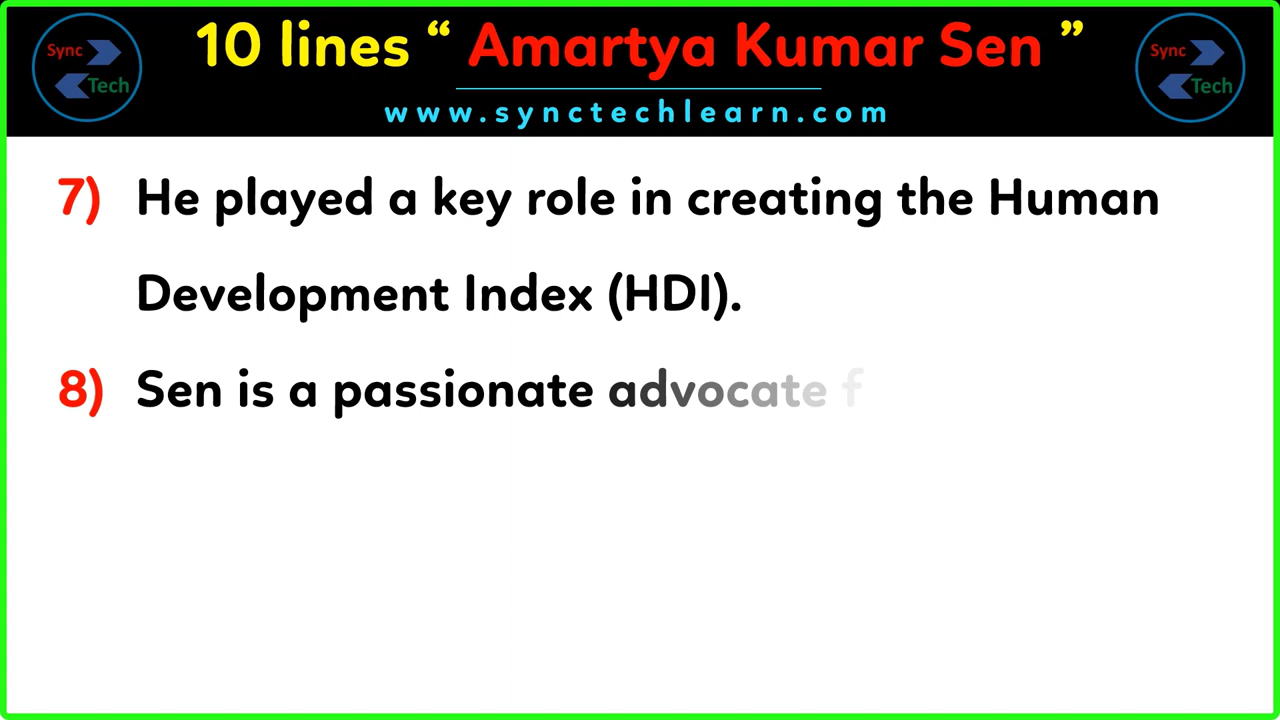 Sync
Tech
10 lines “ Amartya Kumar Sen ”
Sync
Tech
www.synctechlearn.com
7) He played a key role in creating the Human
Development Index (HDI).
8) Sen is a passionate advocate f